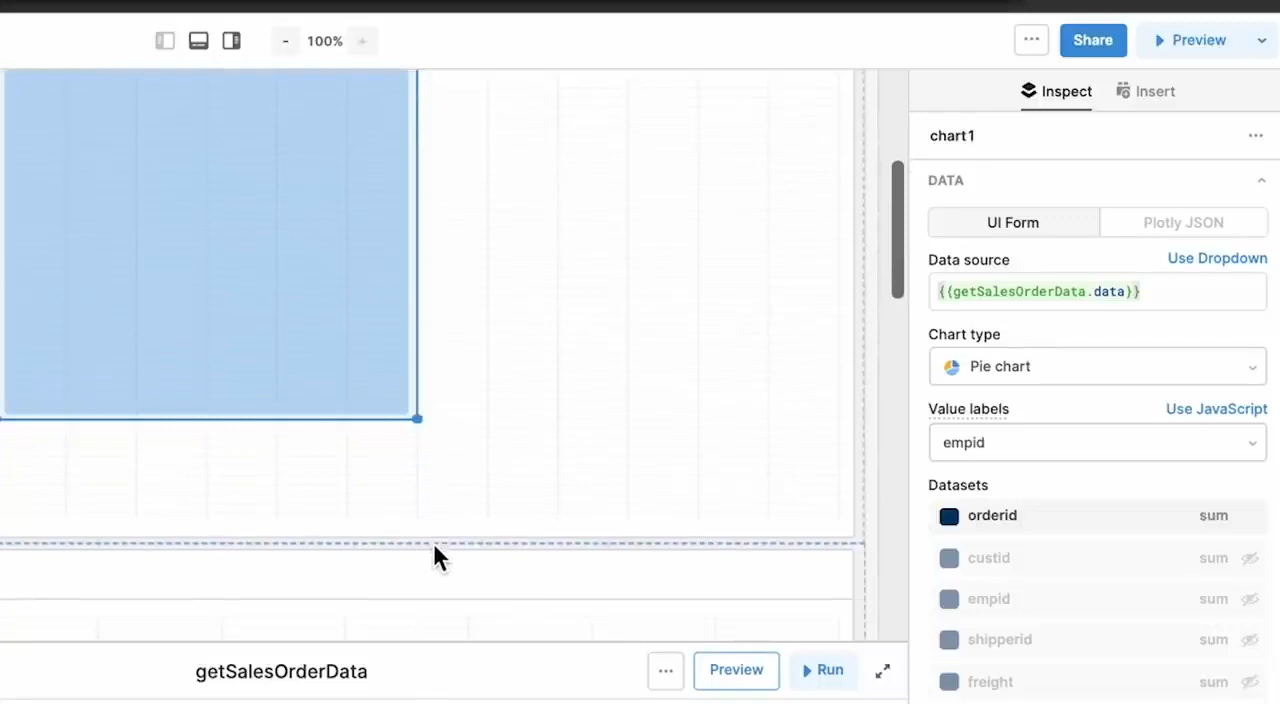 - 100% +
... Share Preview
Inspect Insert
chart1 ...
DATA
UI Form Plotly JSON
Data source Use Dropdown
{{getSalesOrderData.data}}
Chart type
Pie chart
Value labels Use JavaScript
empid
Datasets
orderid sum
custid sum
empid sum
shipperid sum
freight sum
getSalesOrderData ... Preview Run